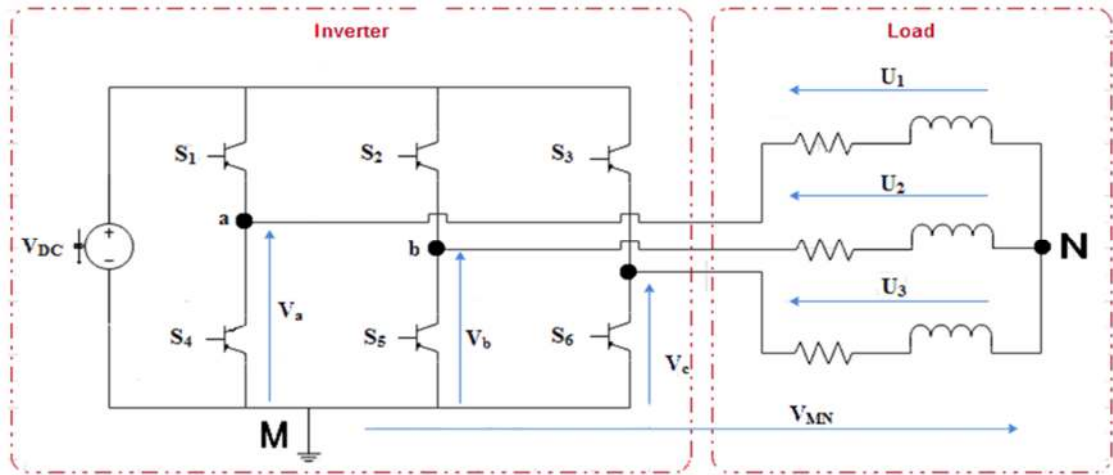 Inverter
Load
U1
S1
S2
S3
U2
a
VDC
b
N
U3
Va
S4
S5
Vb
S6
Vc
VMN
M